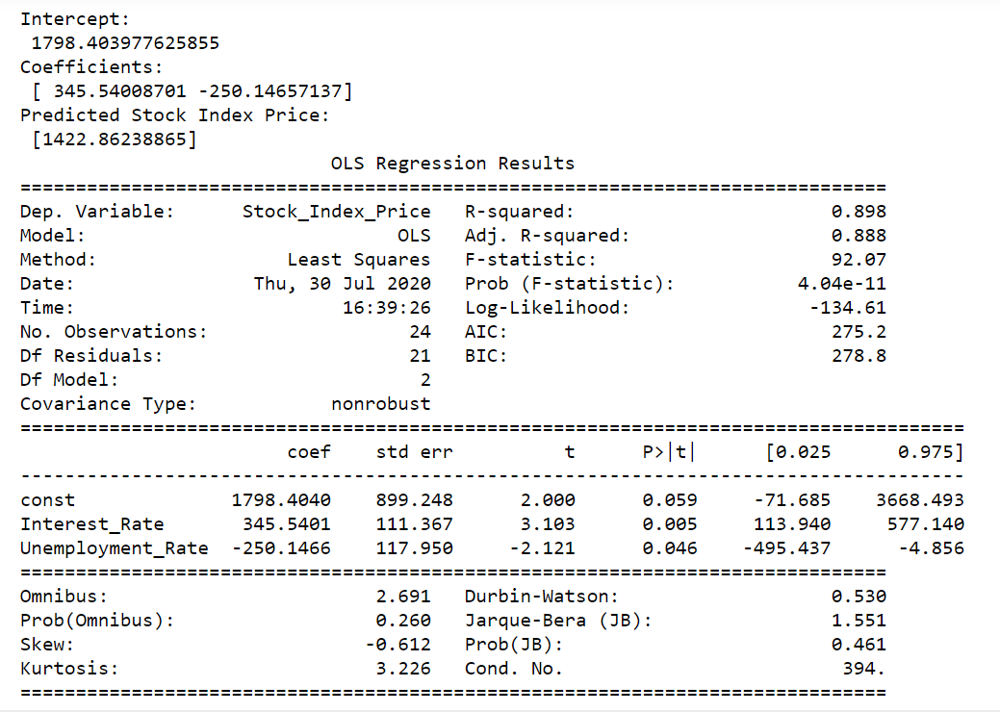 Intercept:
 1798.403977625855
Coefficients:
 [ 345.54008701 -250.14657137]
Predicted Stock Index Price:
 [1422.86238865]
                            OLS Regression Results
==============================================================================
Dep. Variable:      Stock_Index_Price   R-squared:                       0.898
Model:                            OLS   Adj. R-squared:                  0.888
Method:                 Least Squares   F-statistic:                     92.07
Date:                Thu, 30 Jul 2020   Prob (F-statistic):           4.04e-11
Time:                        16:39:26   Log-Likelihood:                -134.61
No. Observations:                  24   AIC:                             275.2
Df Residuals:                      21   BIC:                             278.8
Df Model:                           2
Covariance Type:            nonrobust
=====================================================================================
                        coef    std err          t      P>|t|      [0.025      0.975]
-------------------------------------------------------------------------------------
const              1798.4040    899.248      2.000      0.059     -71.685    3668.493
Interest_Rate       345.5401    111.367      3.103      0.005     113.940     577.140
Unemployment_Rate  -250.1466    117.950     -2.121      0.046    -495.437      -4.856
==============================================================================
Omnibus:                        2.691   Durbin-Watson:                   0.530
Prob(Omnibus):                  0.260   Jarque-Bera (JB):                1.551
Skew:                          -0.612   Prob(JB):                        0.461
Kurtosis:                       3.226   Cond. No.                         394.
==============================================================================